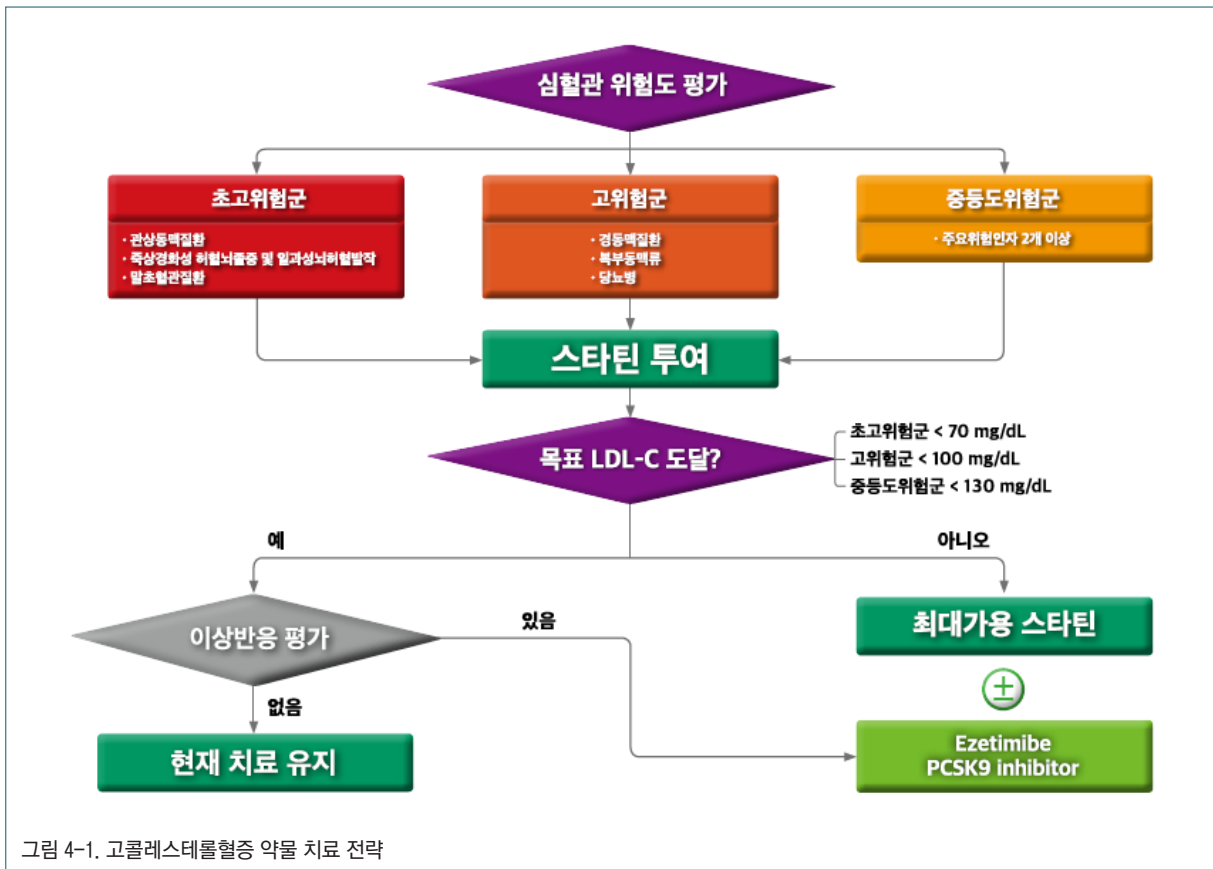 심혈관 위험도 평가
초고위험군
· 관상동맥질환
· 죽상경화성 허혈뇌졸중 및 일과성뇌허혈발작
· 말초혈관질환
고위험군
· 경동맥질환
· 복부동맥류
· 당뇨병
중등도위험군
· 주요위험인자 2개 이상
스타틴 투여
목표 LDL-C 도달?
초고위험군 < 70 mg/dL
고위험군 < 100 mg/dL
중등도위험군 < 130 mg/dL
예
아니오
이상반응 평가
있음
없음
현재 치료 유지
최대가용 스타틴
±
Ezetimibe
PCSK9 inhibitor
그림 4-1. 고콜레스테롤혈증 약물 치료 전략